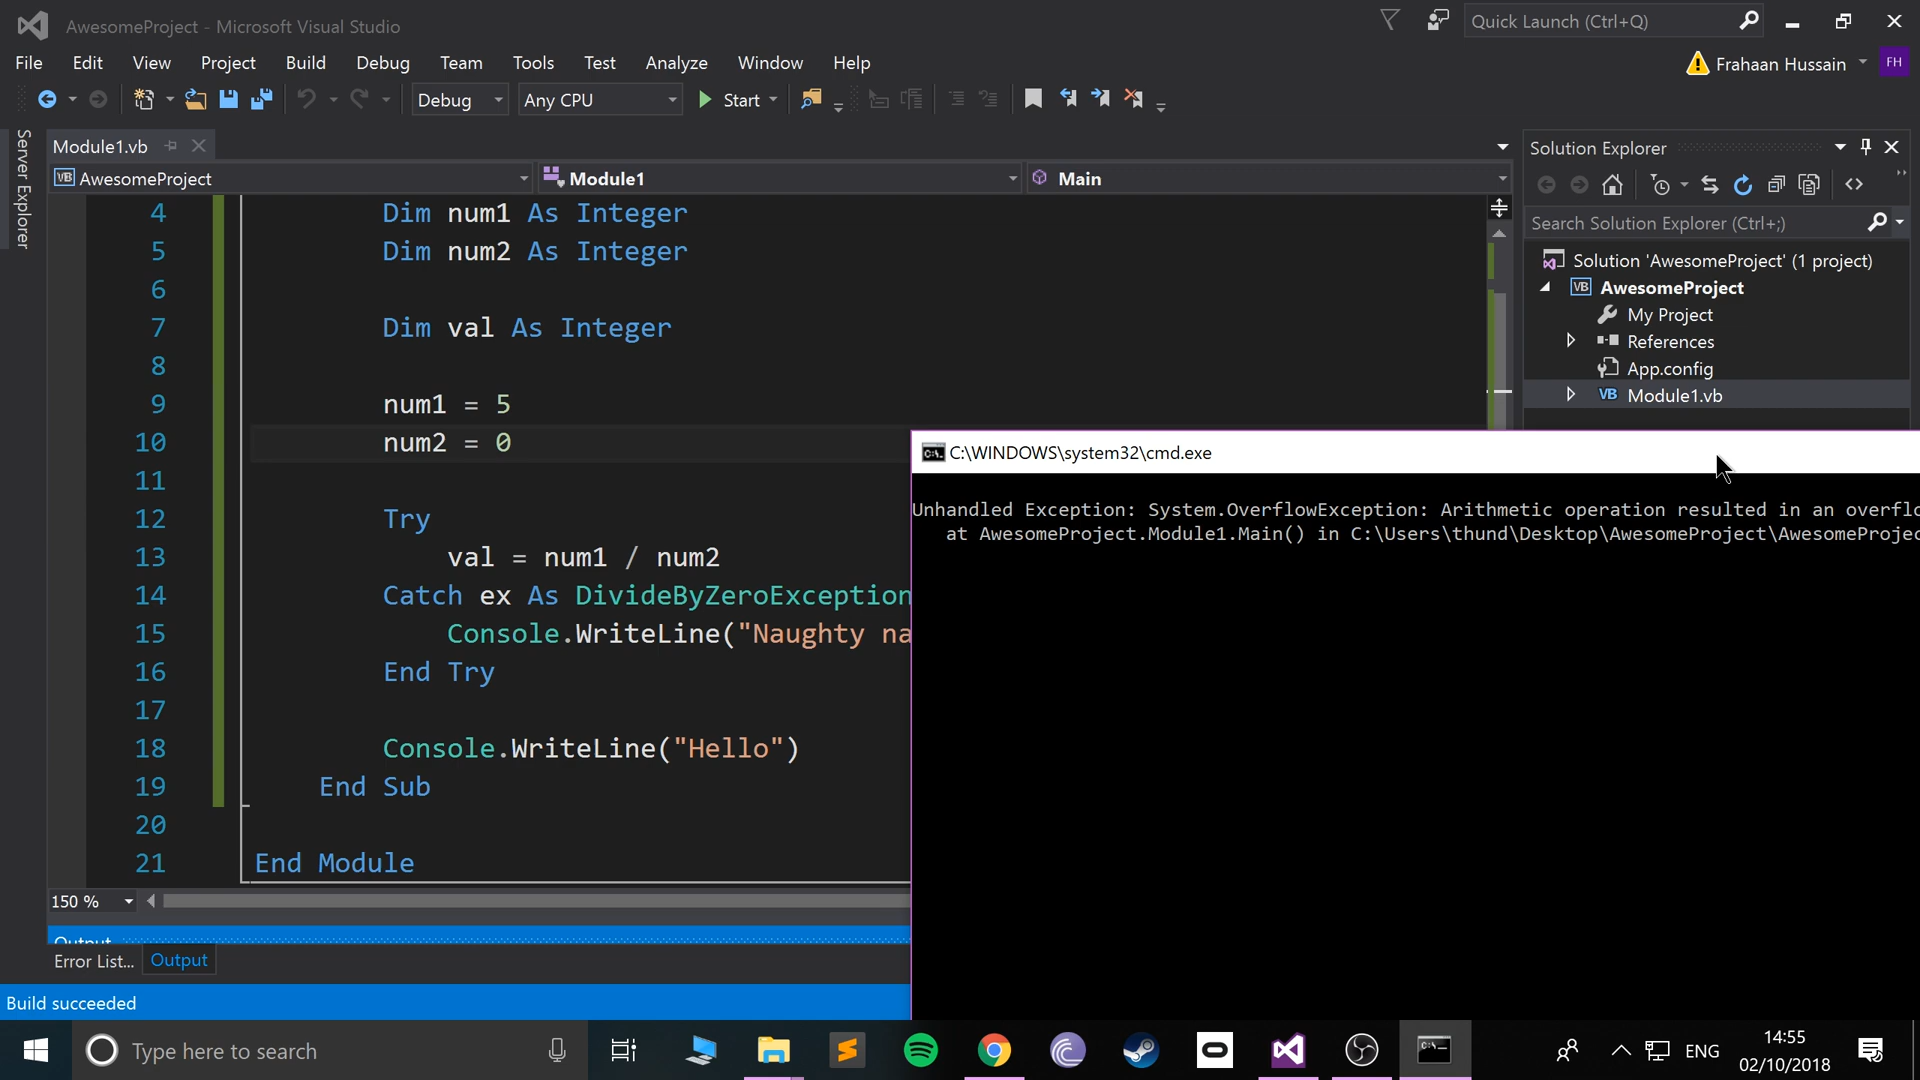 AwesomeProject - Microsoft Visual Studio
Quick Launch (Ctrl+Q)
File Edit View Project Build Debug Team Tools Test Analyze Window Help
Frahaan Hussain
FH
Debug
Any CPU
Start
Server Explorer
Module1.vb
AwesomeProject
Module1
Main
4 Dim num1 As Integer
5 Dim num2 As Integer
6
7 Dim val As Integer
8
9 num1 = 5
10 num2 = 0
11
12 Try
13 val = num1 / num2
14 Catch ex As DivideByZeroException
15 Console.WriteLine("Naughty na
16 End Try
17
18 Console.WriteLine("Hello")
19 End Sub
20
21 End Module
150 %
Output
Error List...
Output
Build succeeded
Solution Explorer
Search Solution Explorer (Ctrl+;)
Solution 'AwesomeProject' (1 project)
VB AwesomeProject
My Project
References
App.config
VB Module1.vb
C:\WINDOWS\system32\cmd.exe
Unhandled Exception: System.OverflowException: Arithmetic operation resulted in an overflo
at AwesomeProject.Module1.Main() in C:\Users\thund\Desktop\AwesomeProject\AwesomeProjec
Type here to search
ENG
14:55
02/10/2018